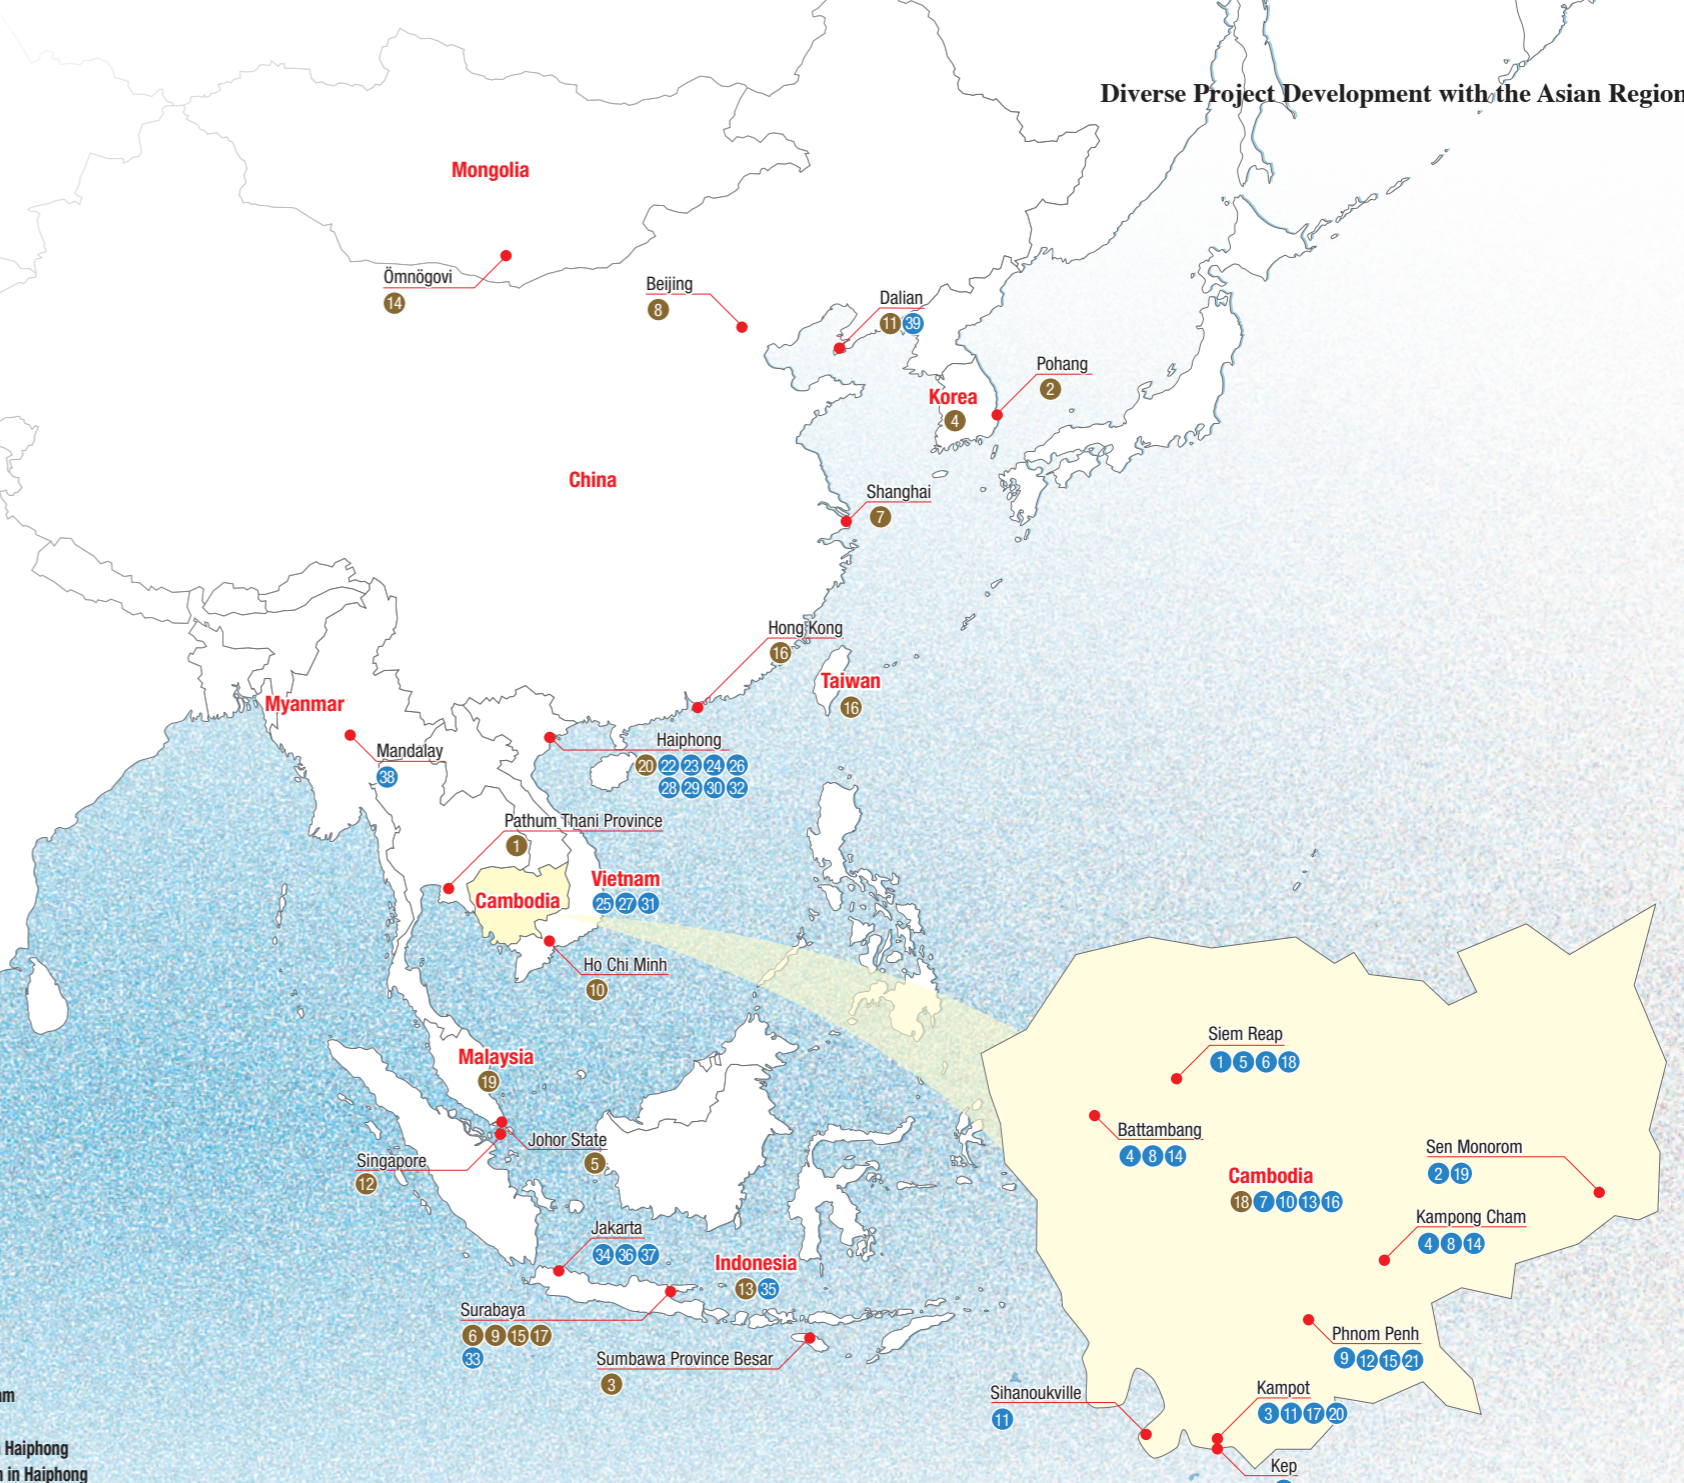 Diverse Project Development with the Asian Region
Mongolia
Ömnögovi
14
Beijing
8
Dalian
11 39
Pohang
2
Korea
4
China
Shanghai
7
Hong Kong
16
Taiwan
16
Myanmar
Mandalay
38
Haiphong
20 22 23 24 26
28 29 30 32
Pathum Thani Province
1
Vietnam
25 27 31
Cambodia
Ho Chi Minh
10
Malaysia
19
Johor State
5
Singapore
12
Jakarta
34 36 37
Indonesia
13 35
Surabaya
6 9 15 17
33
Sumbawa Province Besar
3
Siem Reap
1 5 6 18
Battambang
4 8 14
Sen Monorom
2 19
Cambodia
18 7 10 13 16
Kampong Cham
4 8 14
Phnom Penh
9 12 15 21
Kampot
3 11 17 20
Sihanoukville
11
Kep
Haiphong
in Haiphong